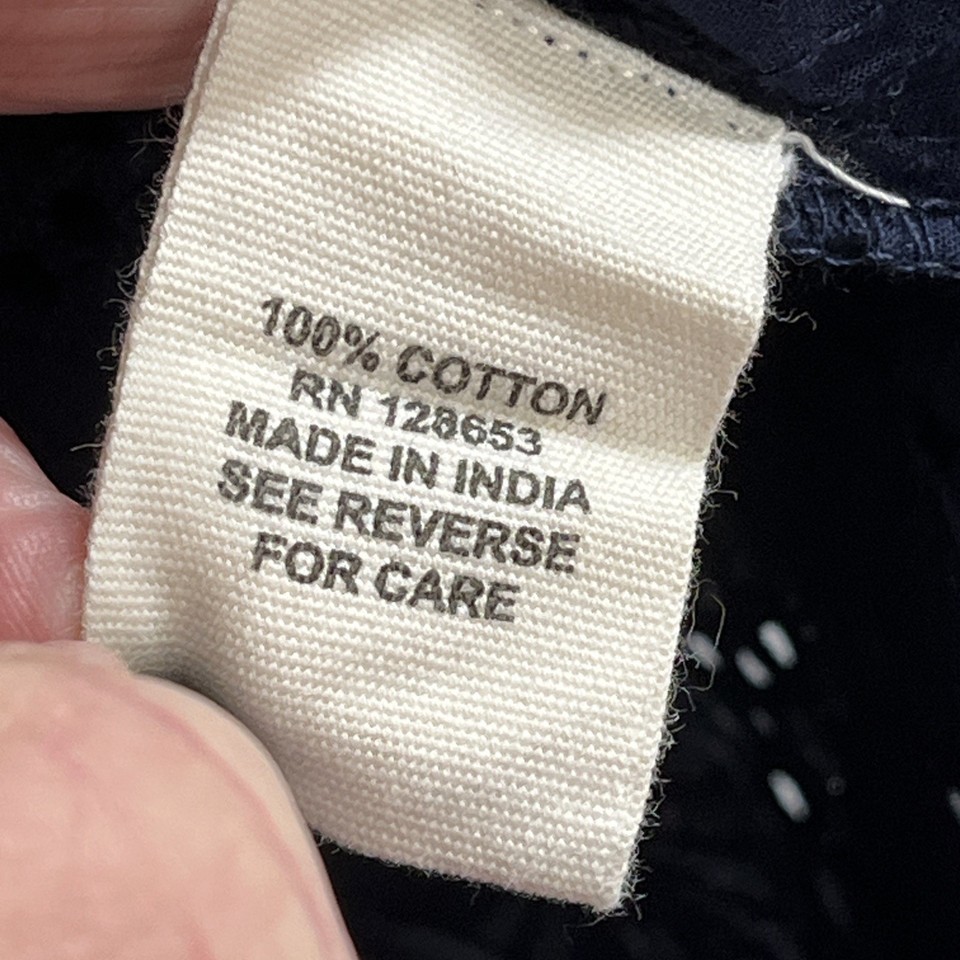 100% COTTON
RN 128653
MADE IN INDIA
SEE REVERSE
FOR CARE